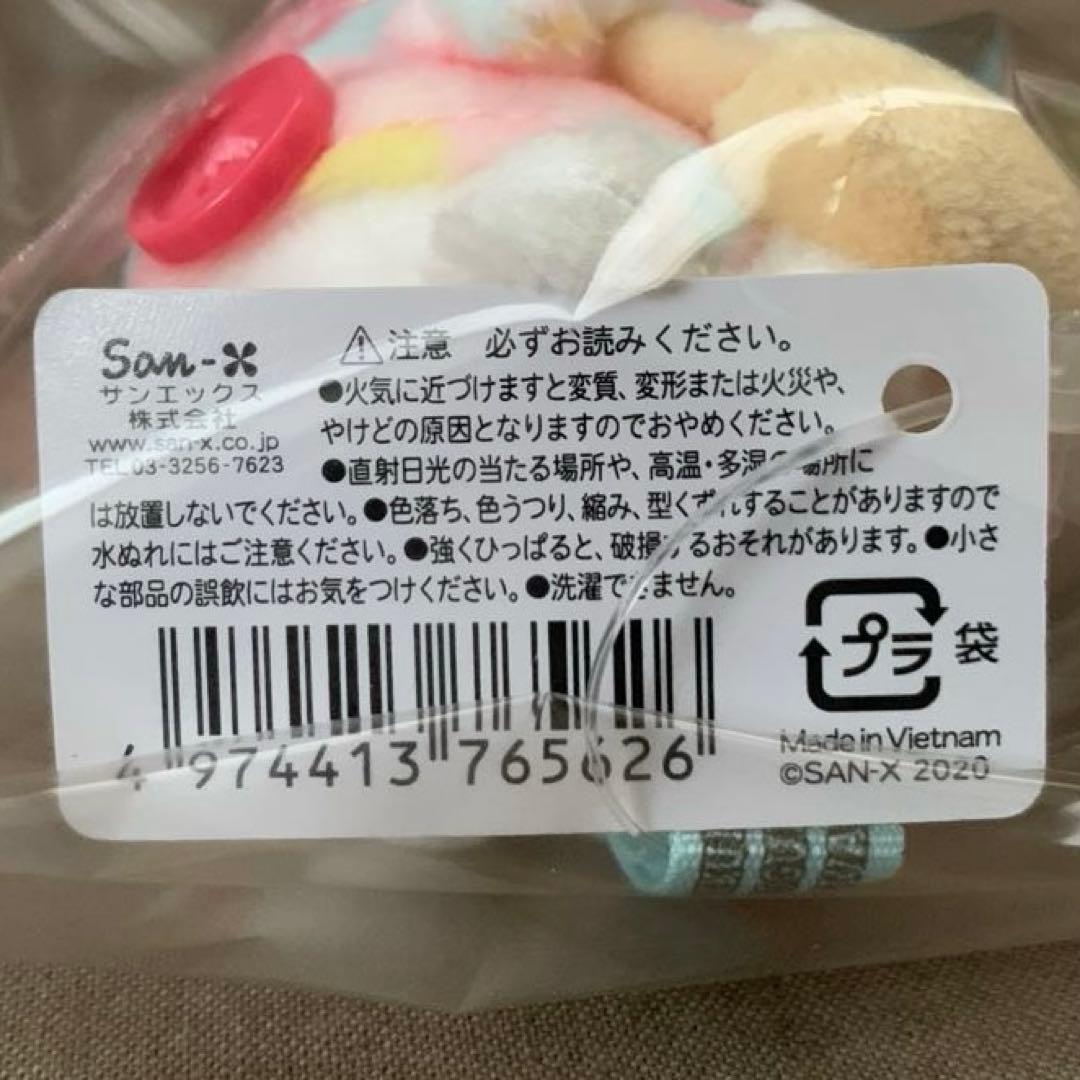 San-X
サンエックス
株式会社
www.san-x.co.jp
TEL 03-3256-7623
⚠注意 必ずお読みください。
●火気に近づけますと変質、変形または火災や、
やけどの原因となりますのでおやめください。
●直射日光の当たる場所や、高温・多湿の場所に
は放置しないでください。●色落ち、色うつり、縮み、型くずれすることがありますので
水ぬれにはご注意ください。●強くひっぱると、破損するおそれがあります。●小さ
な部品の誤飲にはお気をつけください。●洗濯できません。
プラ 袋
4 974413 765626
Made in Vietnam
©SAN-X 2020